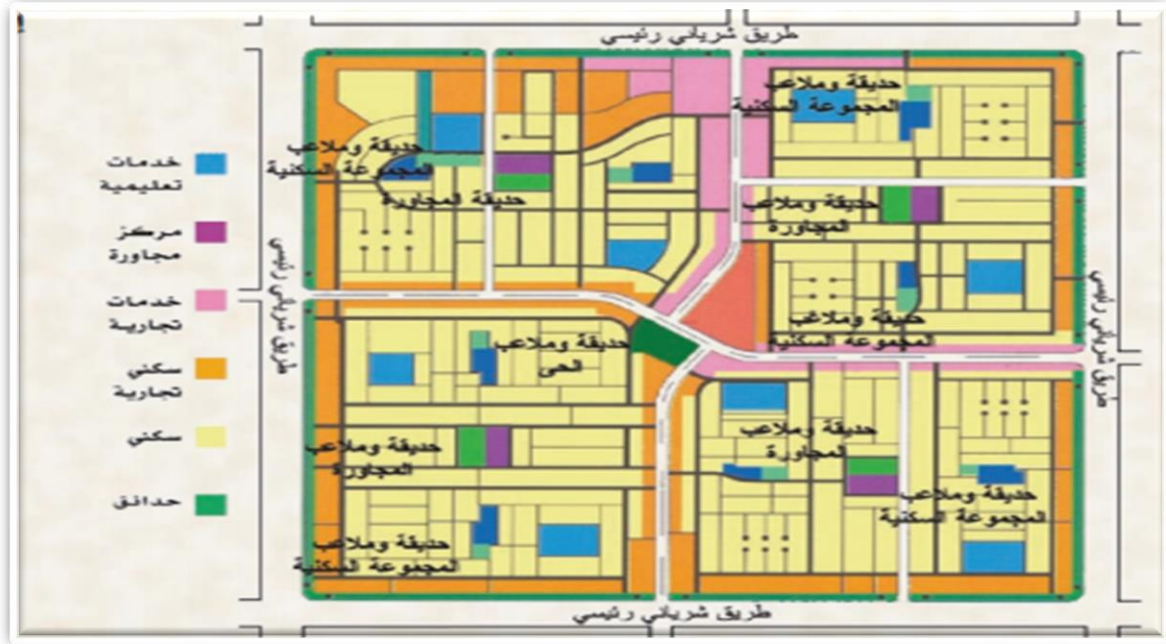 طريق شرياني رئيسي
حديقة وملاعب
المجموعة السكنية
حديقة وملاعب
المجموعة السكنية
حديقة المجاورة
حديقة وملاعب
المجاورة
حديقة وملاعب
المجموعة السكنية
حديقة وملاعب
الحى
حديقة وملاعب
المجاورة
حديقة وملاعب
المجاورة
حديقة وملاعب
المجموعة السكنية
حديقة وملاعب
المجموعة السكنية
طريق شرياني رئيسي
طريق شرياني رئيسي
طريق شرياني رئيسي
خدمات
تعليمية
مركز
مجاورة
خدمات
تجارية
سكني
تجارية
سكني
حدائق